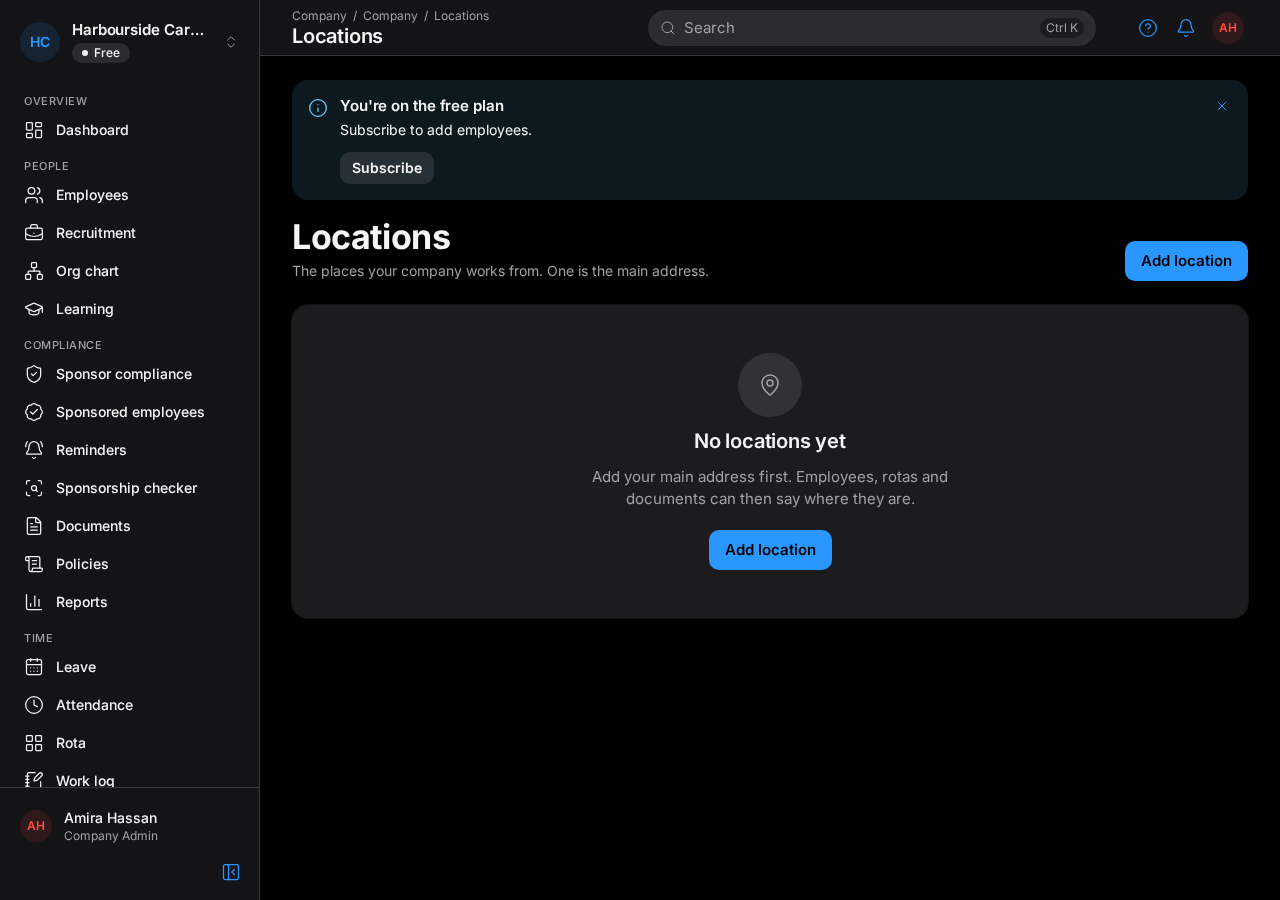 HC
Harbourside Car...
Free
OVERVIEW
Dashboard
PEOPLE
Employees
Recruitment
Org chart
Learning
COMPLIANCE
Sponsor compliance
Sponsored employees
Reminders
Sponsorship checker
Documents
Policies
Reports
TIME
Leave
Attendance
Rota
Work log
AH
Amira Hassan
Company Admin
Company / Company / Locations
Locations
Search
Ctrl K
AH
You're on the free plan
Subscribe to add employees.
Subscribe
Locations
The places your company works from. One is the main address.
Add location
No locations yet
Add your main address first. Employees, rotas and
documents can then say where they are.
Add location